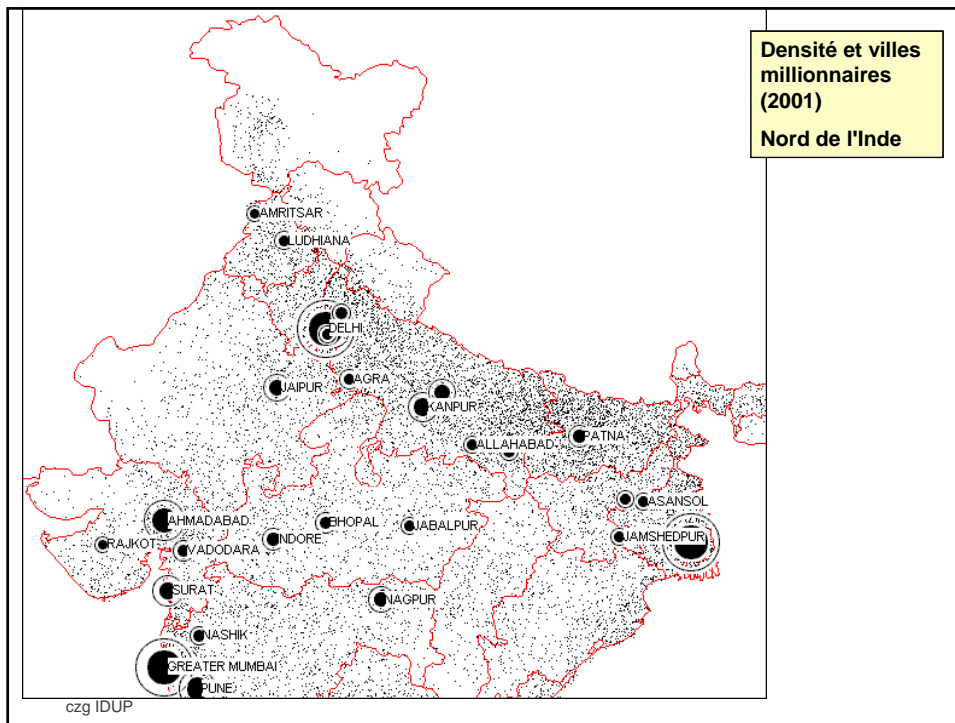 Densité et villes
millionnaires
(2001)
Nord de l'Inde
AMRITSAR
LUDHIANA
DELHI
JAIPUR
AGRA
KANPUR
ALLAHABAD
PATNA
ASANSOL
AHMADABAD
BHOPAL
JABALPUR
JAMSHEDPUR
RAJKOT
VADODARA
INDORE
SURAT
NAGPUR
NASHIK
GREATER MUMBAI
PUNE
czg IDUP